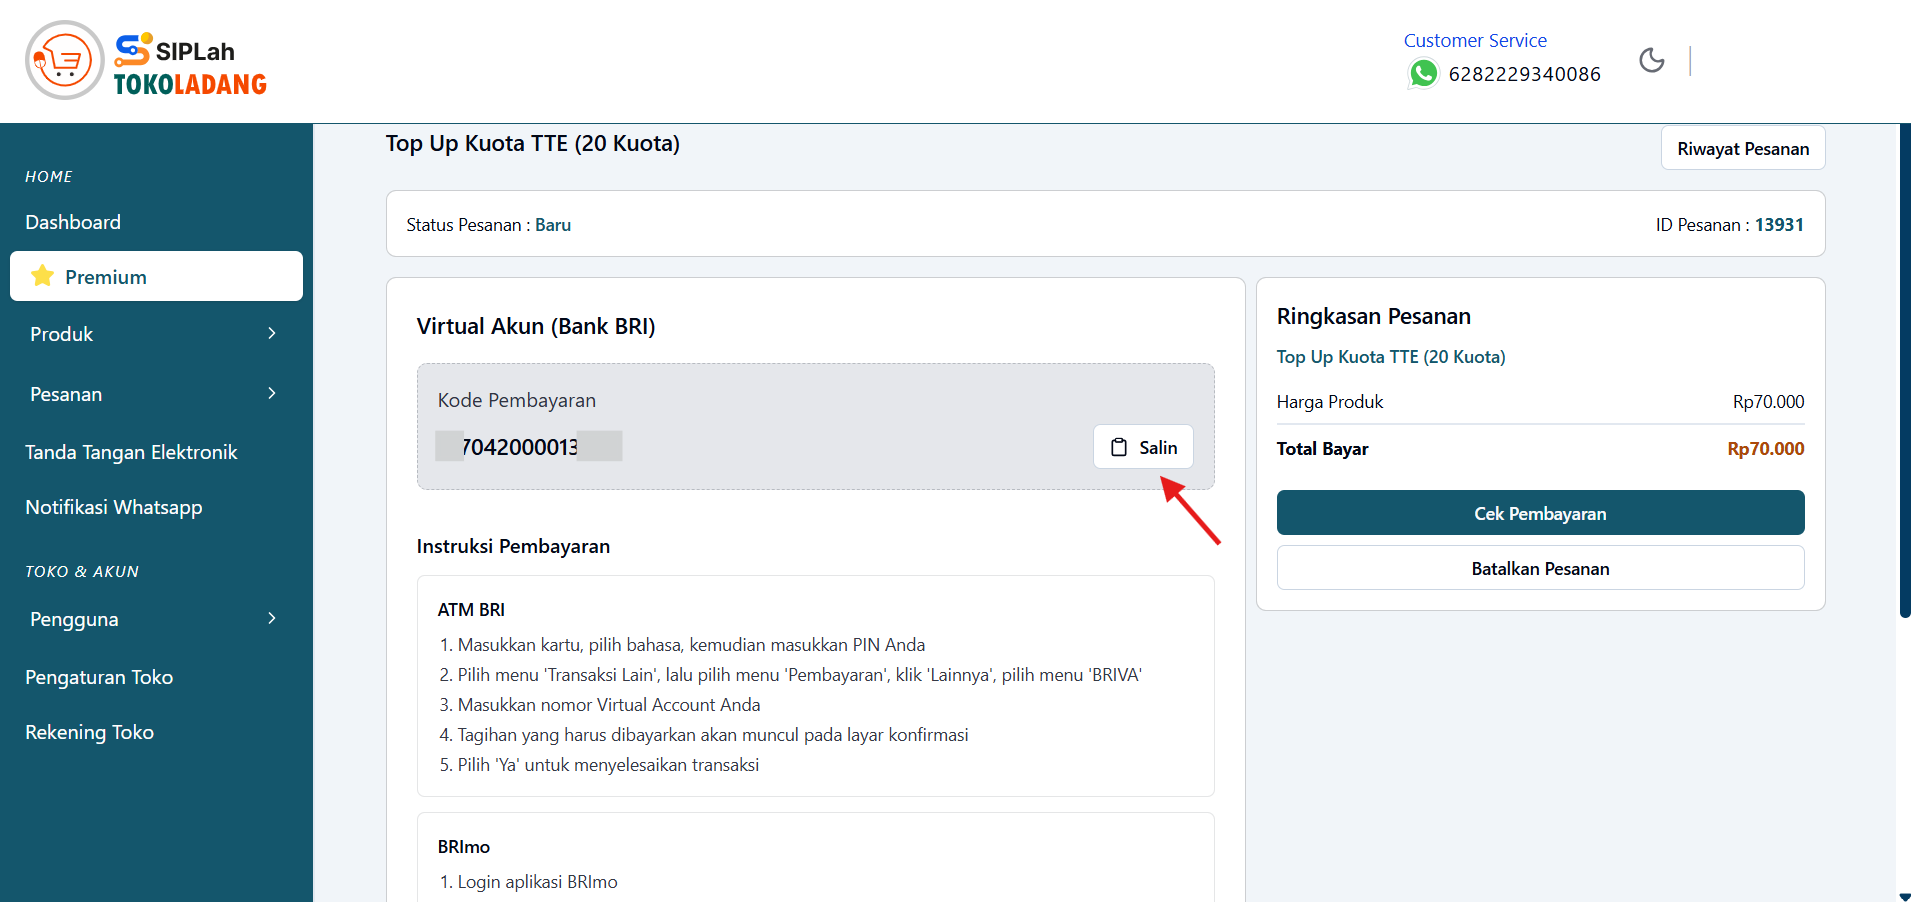 SIPLah
TOKOLADANG
Customer Service
6282229340086
HOME
Dashboard
Premium
Produk
Pesanan
Tanda Tangan Elektronik
Notifikasi Whatsapp
TOKO & AKUN
Pengguna
Pengaturan Toko
Rekening Toko
Top Up Kuota TTE (20 Kuota)
Riwayat Pesanan
Status Pesanan : Baru
ID Pesanan : 13931
Virtual Akun (Bank BRI)
Kode Pembayaran
7042000013
Salin
Instruksi Pembayaran
ATM BRI
1. Masukkan kartu, pilih bahasa, kemudian masukkan PIN Anda
2. Pilih menu 'Transaksi Lain', lalu pilih menu 'Pembayaran', klik 'Lainnya', pilih menu 'BRIVA'
3. Masukkan nomor Virtual Account Anda
4. Tagihan yang harus dibayarkan akan muncul pada layar konfirmasi
5. Pilih 'Ya' untuk menyelesaikan transaksi
BRImo
1. Login aplikasi BRImo
Ringkasan Pesanan
Top Up Kuota TTE (20 Kuota)
Harga Produk Rp70.000
Total Bayar Rp70.000
Cek Pembayaran
Batalkan Pesanan